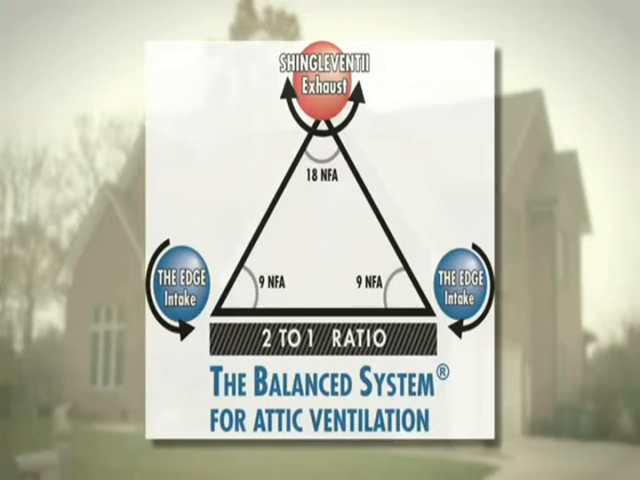 SHINGLEVENTII
Exhaust
18 NFA
THE EDGE
Intake
9 NFA
9 NFA
THE EDGE
Intake
2 TO 1 RATIO
THE BALANCED SYSTEM®
FOR ATTIC VENTILATION